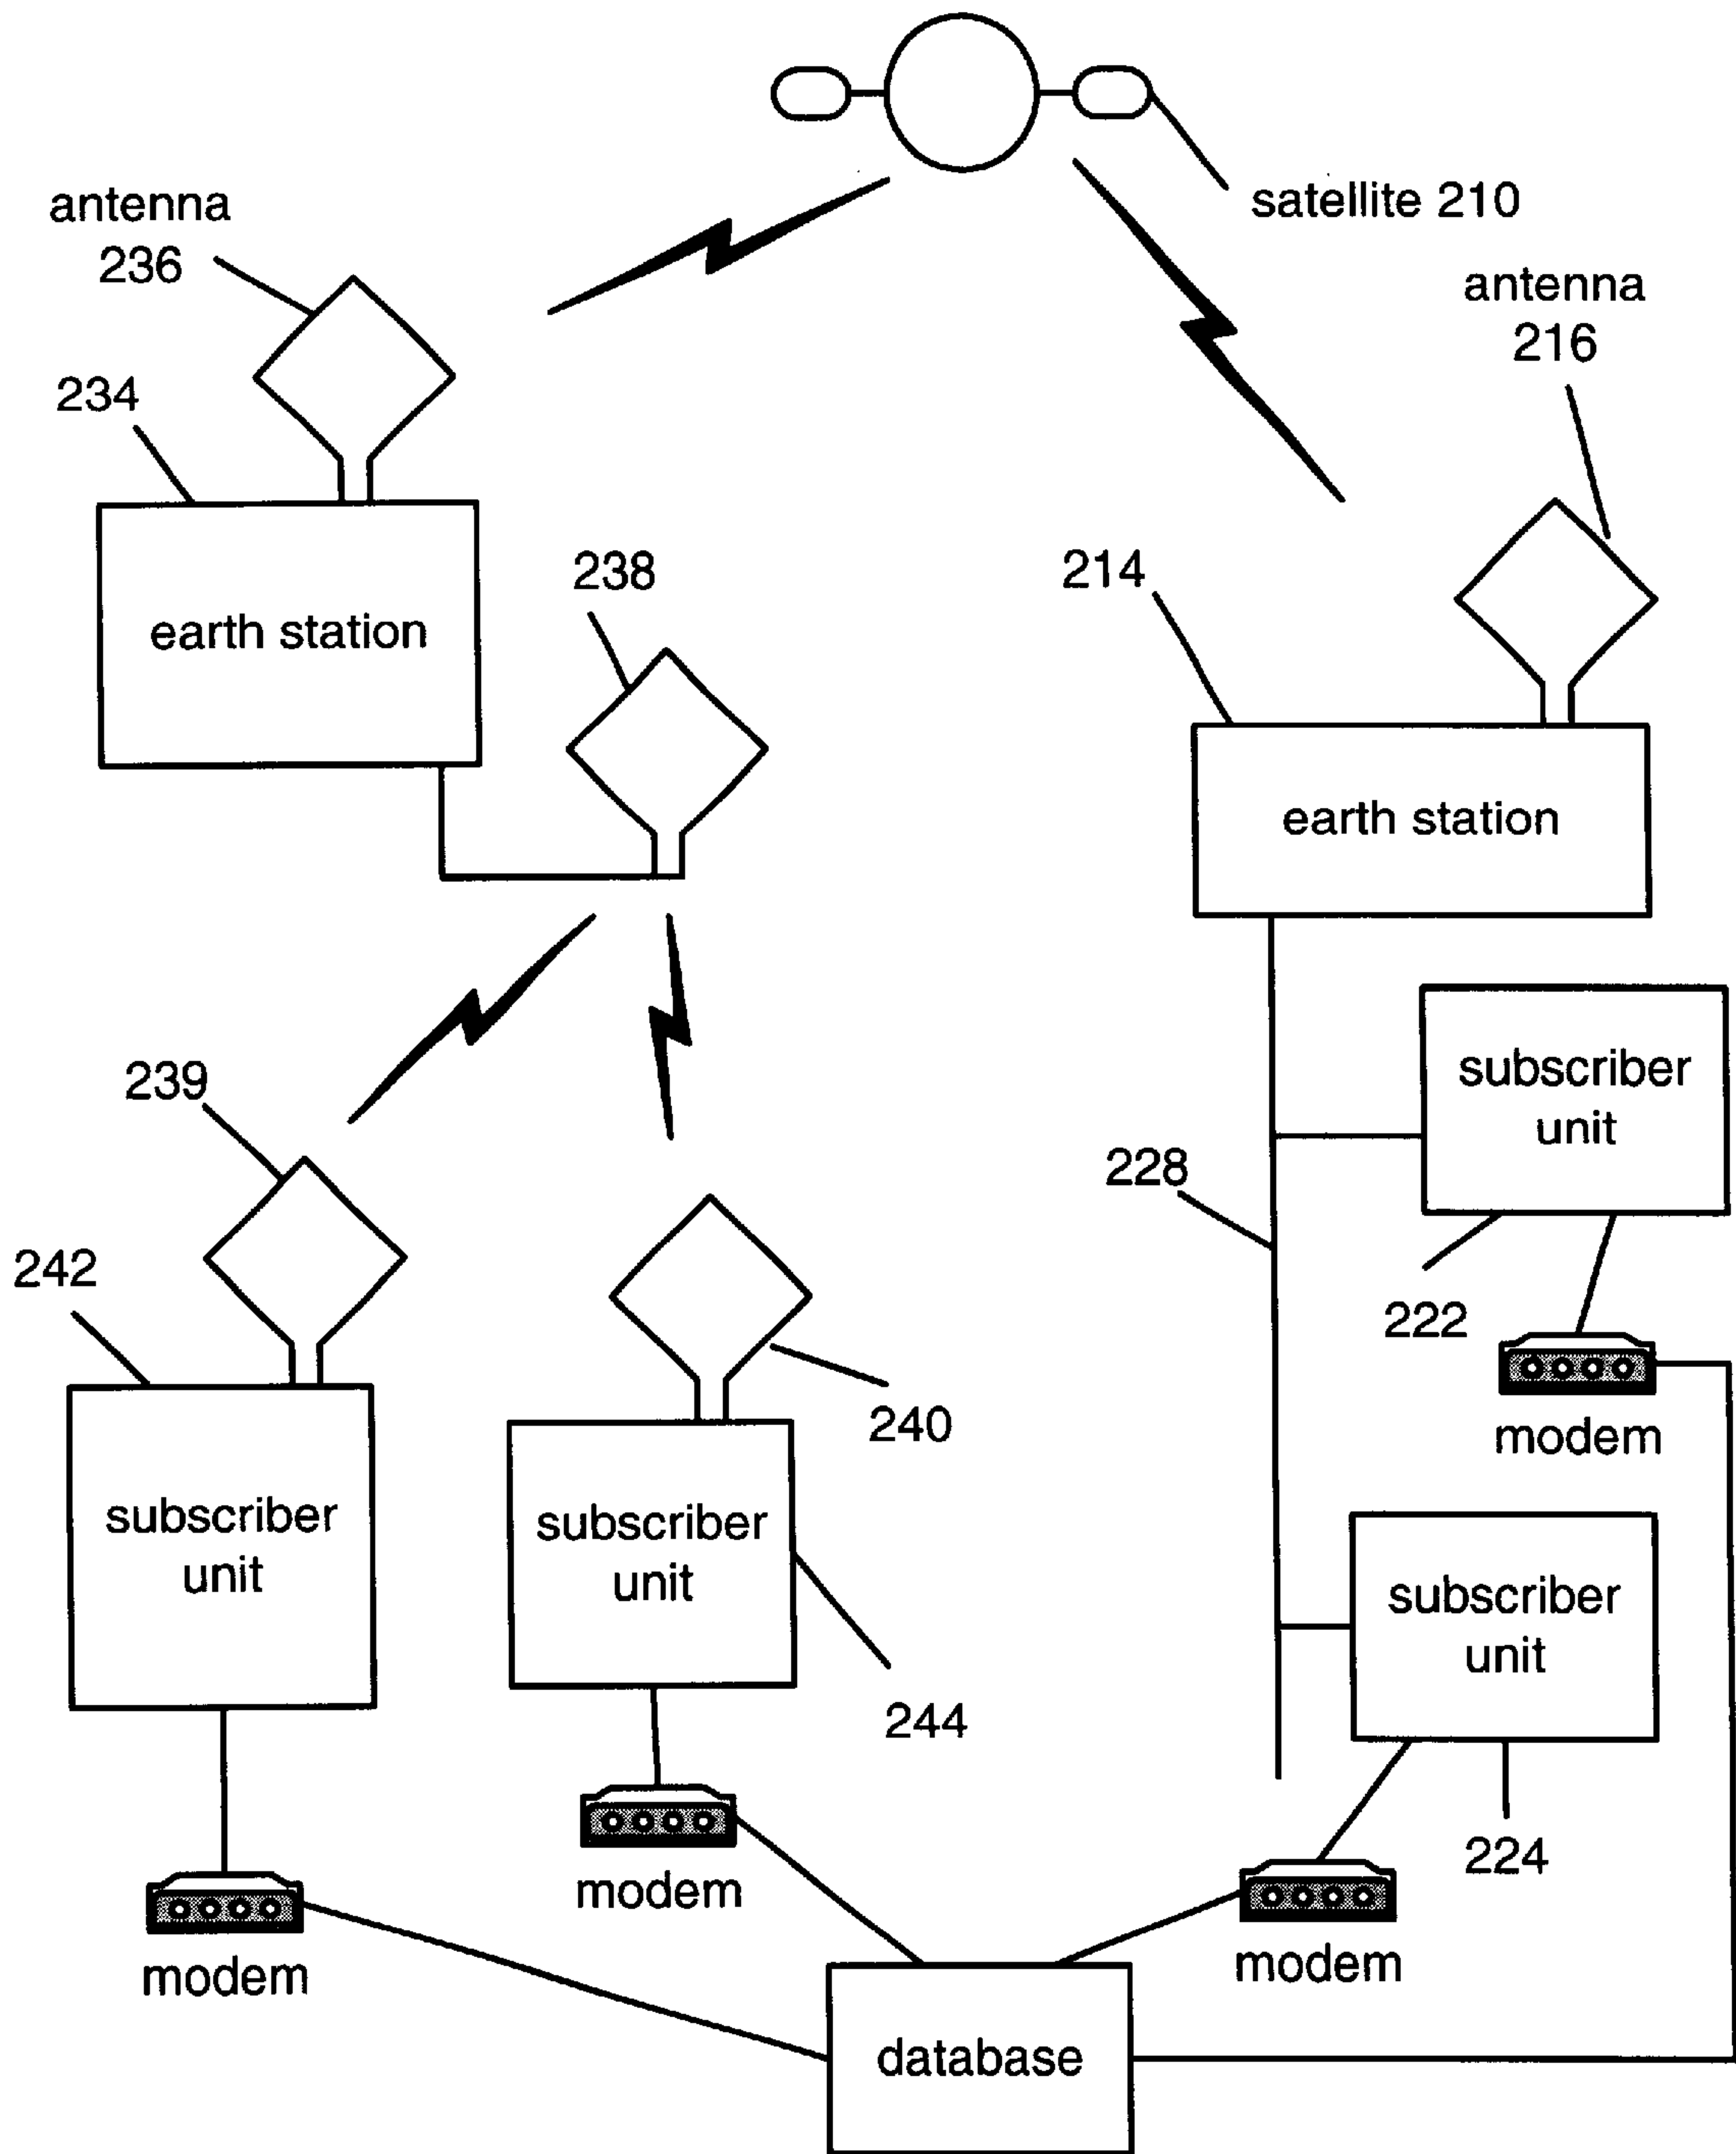 satellite 210
antenna
236
antenna
216
234
earth station
238
214
earth station
239
228
subscriber
unit
222
242
240
modem
subscriber
unit
subscriber
unit
subscriber
unit
244
224
modem
modem
modem
database